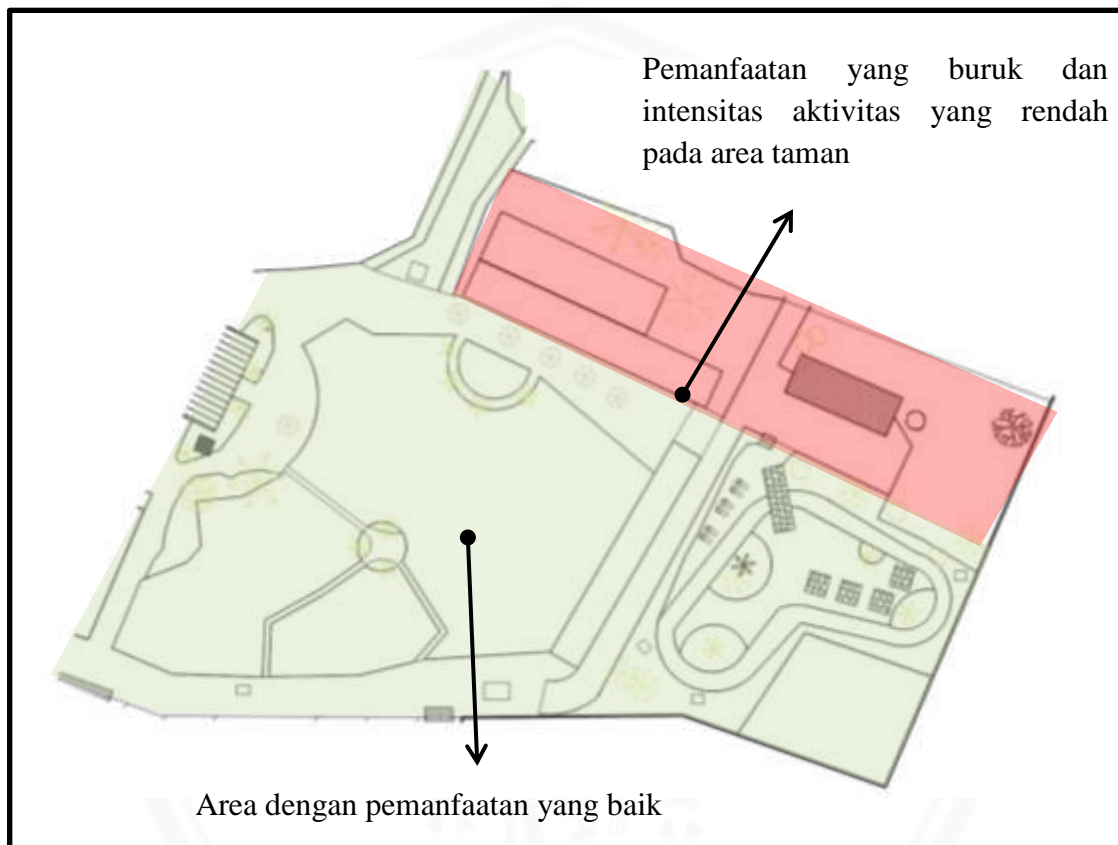 Pemanfaatan yang buruk dan
intensitas aktivitas yang rendah
pada area taman
Area dengan pemanfaatan yang baik